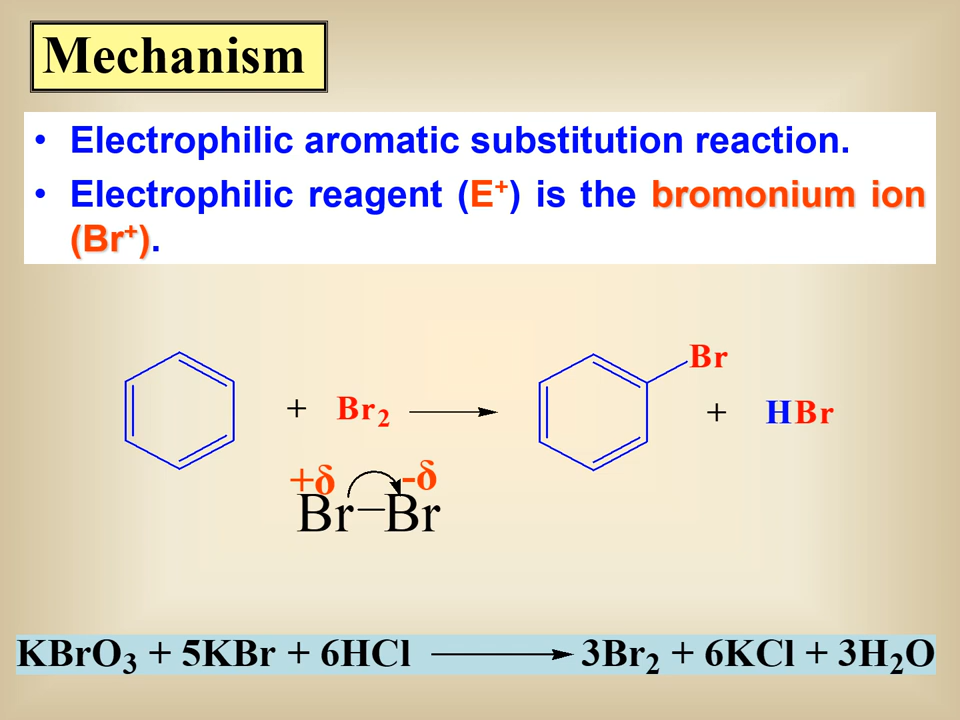 Mechanism
• Electrophilic aromatic substitution reaction.
• Electrophilic reagent (E⁺) is the bromonium ion
(Br⁺).
Br
+ Br₂ + HBr
+δ -δ
Br–Br
KBrO₃ + 5KBr + 6HCl ⟶ 3Br₂ + 6KCl + 3H₂O